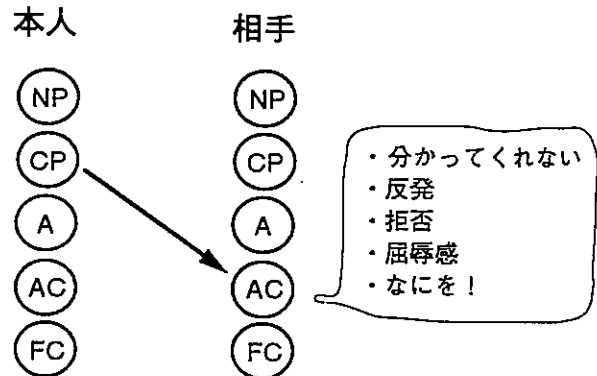 本人 相手
NP NP
CP CP
A A
AC AC
FC FC
・分かってくれない
・反発
・拒否
・屈辱感
・なにを！